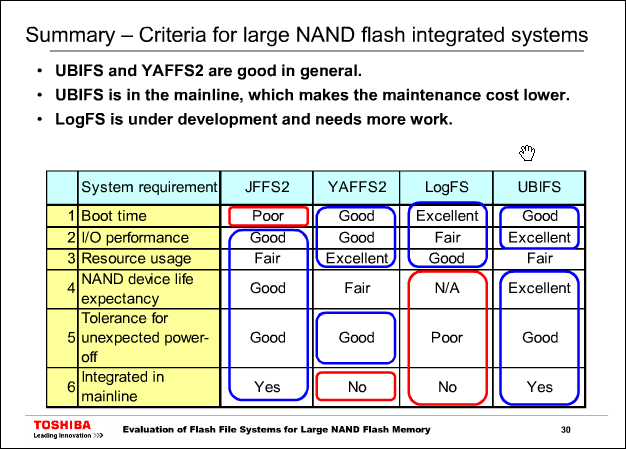 Summary – Criteria for large NAND flash integrated systems
• UBIFS and YAFFS2 are good in general.
• UBIFS is in the mainline, which makes the maintenance cost lower.
• LogFS is under development and needs more work.
System requirement JFFS2 YAFFS2 LogFS UBIFS
1 Boot time Poor Good Excellent Good
2 I/O performance Good Good Fair Excellent
3 Resource usage Fair Excellent Good Fair
4 NAND device life
expectancy Good Fair N/A Excellent
5 Tolerance for
unexpected power-
off Good Good Poor Good
6 Integrated in
mainline Yes No No Yes
TOSHIBA
Leading Innovation >>>
Evaluation of Flash File Systems for Large NAND Flash Memory
30